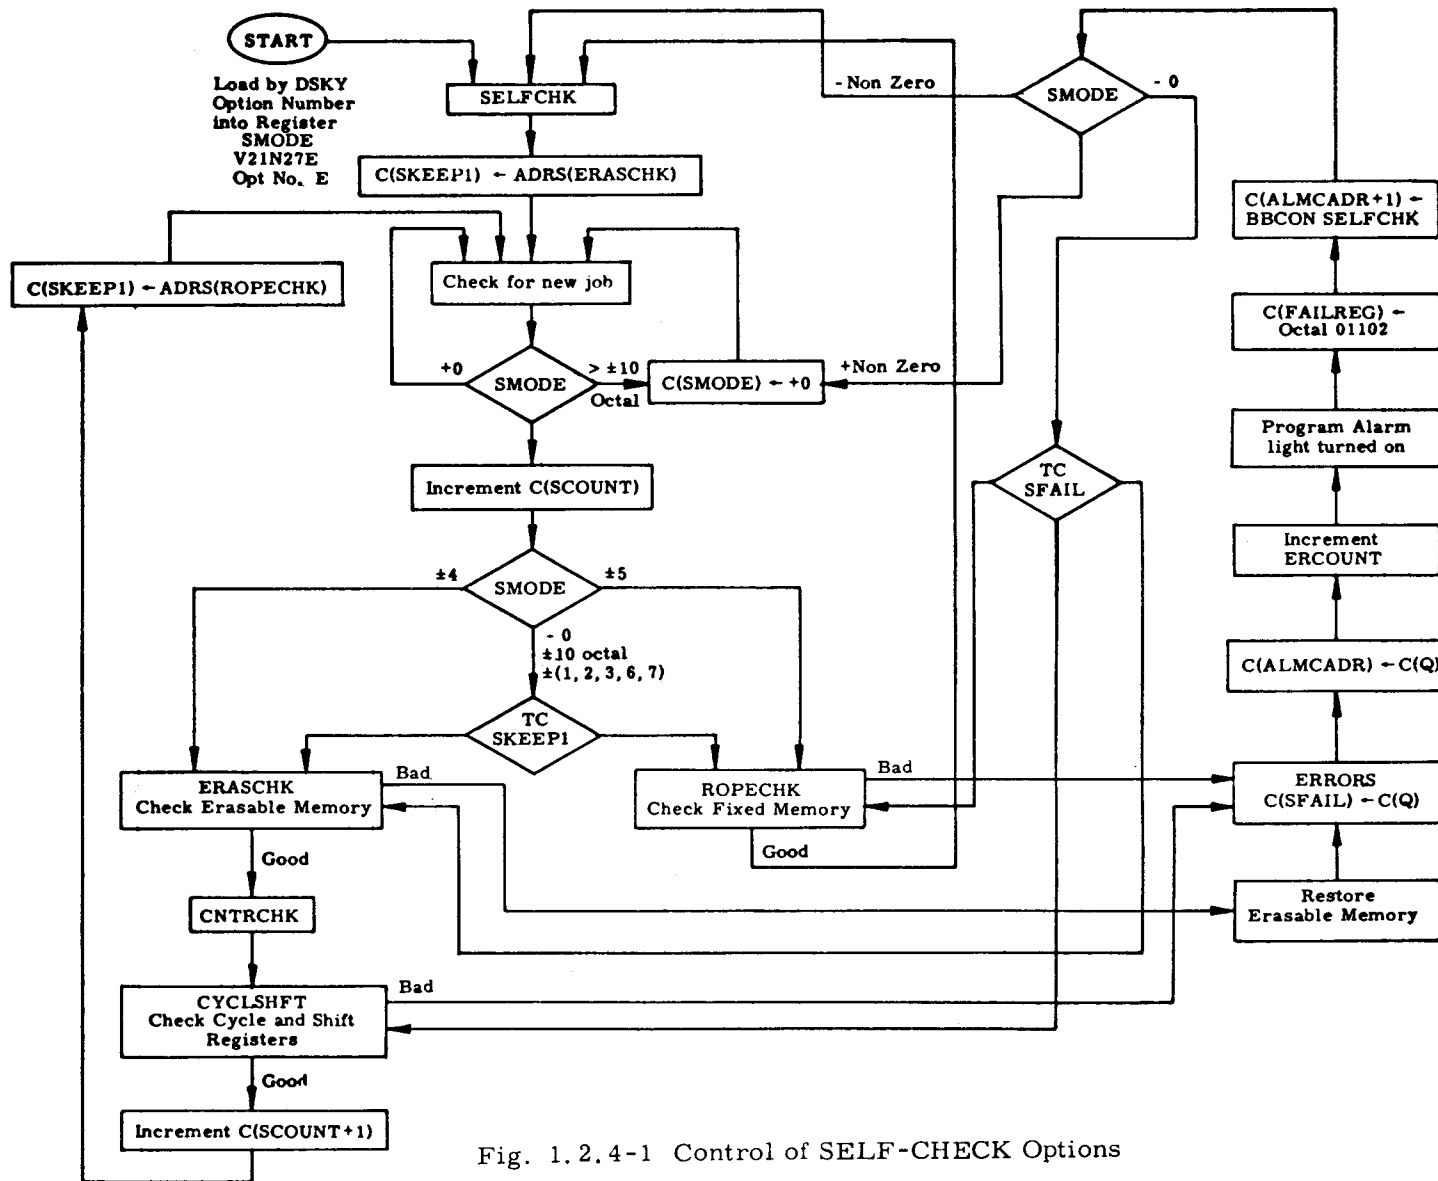 START
Load by DSKY
Option Number
into Register
SMODE
V21N27E
Opt No. E
SELFCHK
C(SKEEP1) ← ADRS(ERASCHK)
C(SKEEP1) ← ADRS(ROPECHK)
Check for new job
+0
SMODE
> ±10
Octal
C(SMODE) ← +0
+Non Zero
- Non Zero
SMODE
- 0
Increment C(SCOUNT)
±4
SMODE
±5
- 0
±10 octal
±(1, 2, 3, 6, 7)
TC
SKEEP1
TC
SFAIL
C(ALMCADR+1) ←
BBCON SELFCHK
C(FAILREG) ←
Octal 01102
Program Alarm
light turned on
Increment
ERCOUNT
C(ALMCADR) ← C(Q)
ERRORS
C(SFAIL) ← C(Q)
Restore
Erasable Memory
ERASCHK
Check Erasable Memory
Bad
Good
ROPECHK
Check Fixed Memory
Bad
Good
CNTRCHK
CYCLSHFT
Check Cycle and Shift
Registers
Bad
Good
Increment C(SCOUNT+1)
Fig. 1.2.4-1 Control of SELF-CHECK Options